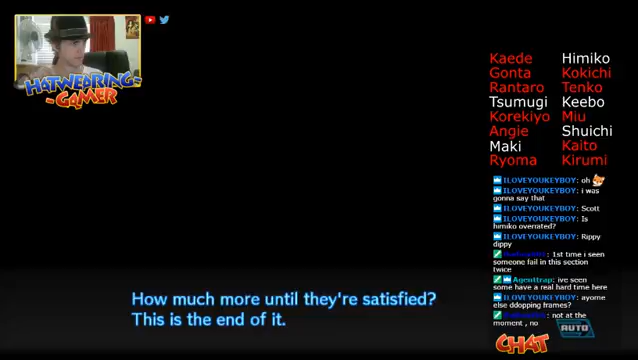 HATWEARING-
GAMER
Kaede Himiko
Gonta Kokichi
Rantaro Tenko
Tsumugi Keebo
Korekiyo Miu
Angie Shuichi
Maki Kaito
Ryoma Kirumi
ILOVEYOUKEYBOY: oh
ILOVEYOUKEYBOY: i was
gonna say that
ILOVEYOUKEYBOY: Scott
ILOVEYOUKEYBOY: Is
himiko overrated?
ILOVEYOUKEYBOY: Rippy
dippy
: 1st time i seen
someone fail in this section
twice
Agenttrap: ive seen
some have a real hard time here
ILOVEYOUKEYBOY: ayome
else ddopping frames?
: not at the
moment , no
CHAT
AUTO
How much more until they're satisfied?
This is the end of it.